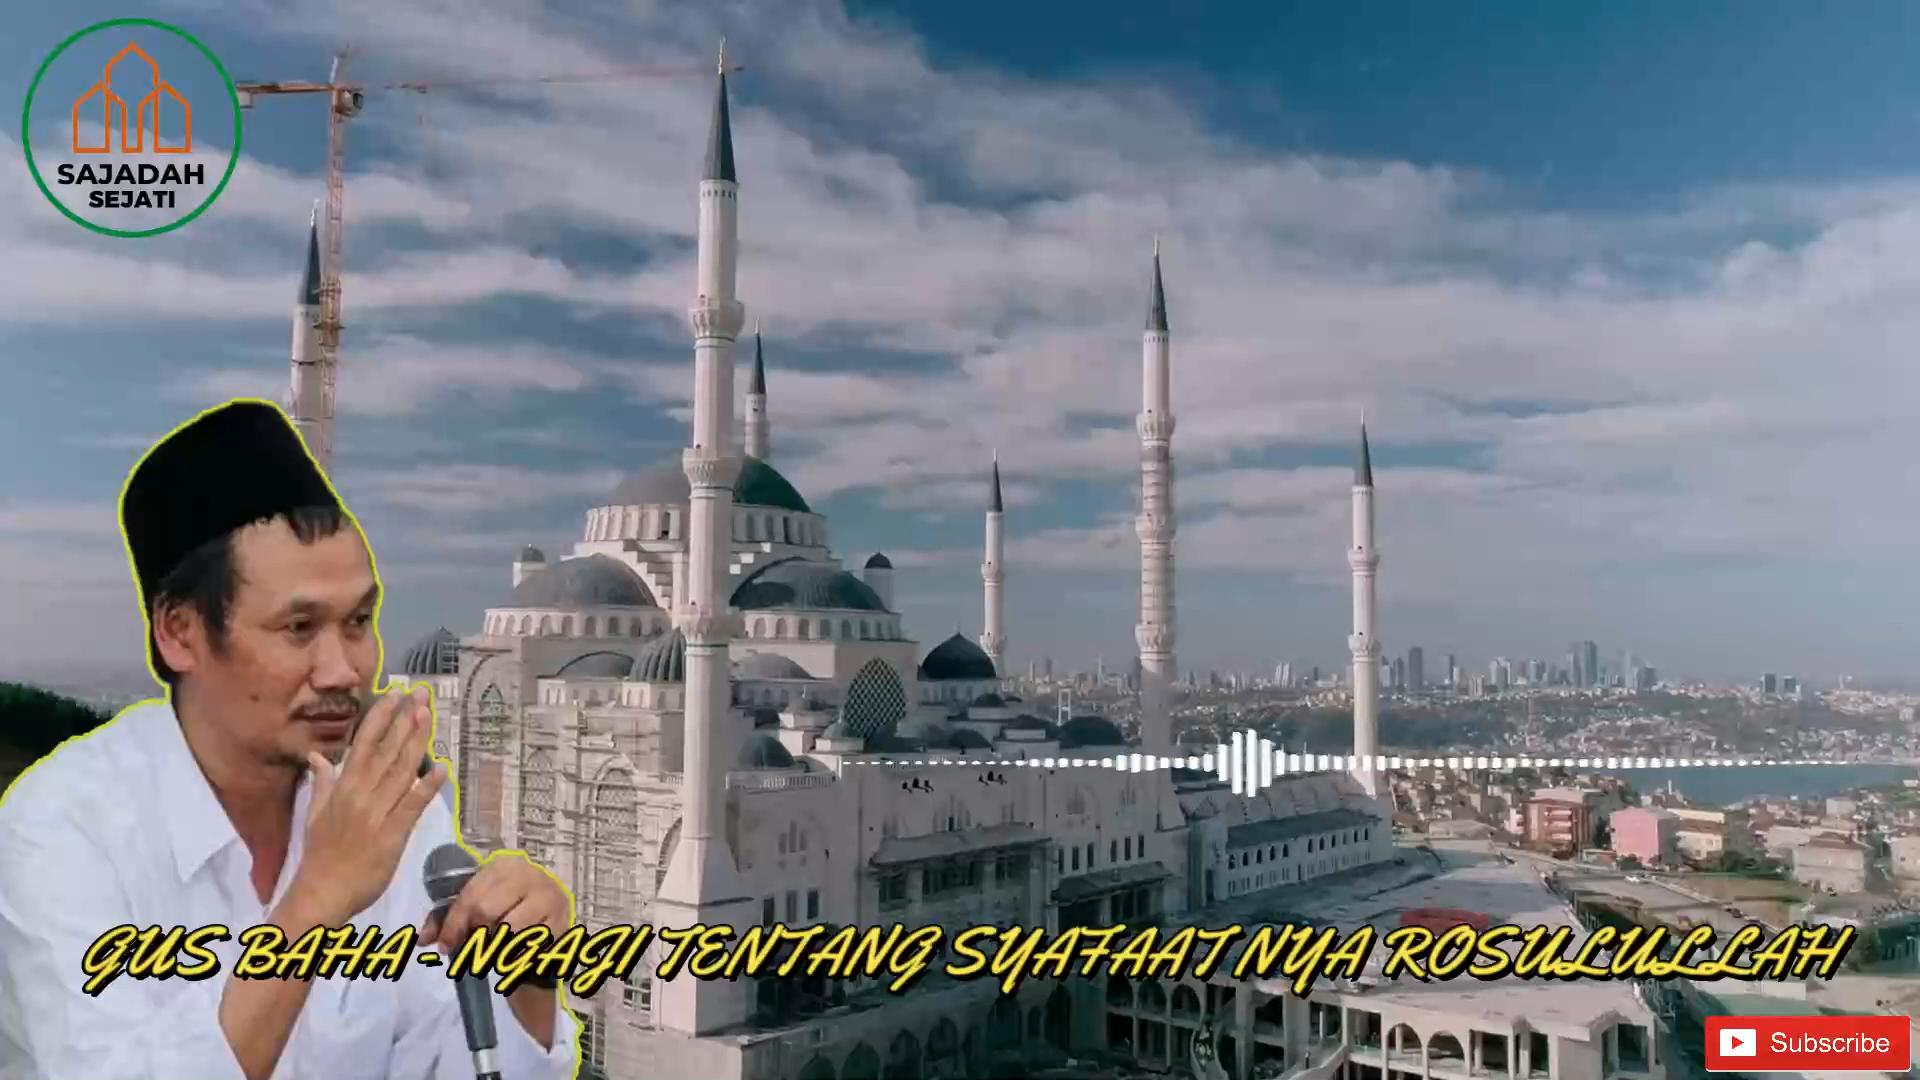 SAJADAH
SEJATI
GUS BAHA - NGAJI TENTANG SYAFAAT NYA ROSULULLAH
Subscribe